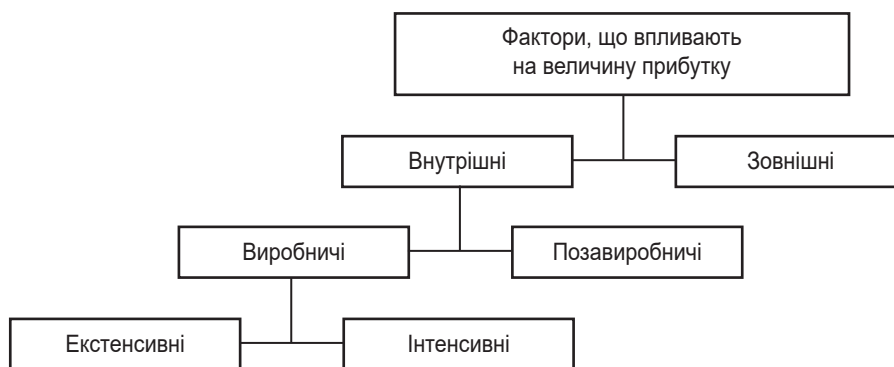 Фактори, що впливають
на величину прибутку
Внутрішні
Зовнішні
Виробничі
Позавиробничі
Екстенсивні
Інтенсивні